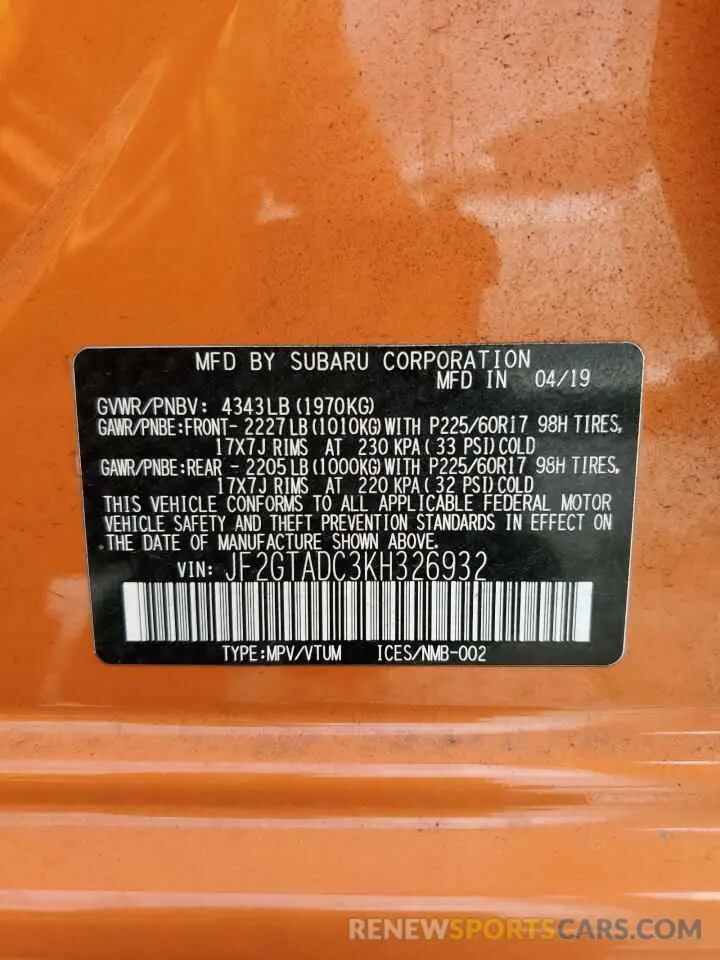 MFD BY SUBARU CORPORATION
MFD IN 04/19
GVWR/PNBV: 4343LB (1970KG)
GAWR/PNBE:FRONT- 2227 LB (1010KG) WITH P225/60R17 98H TIRES,
17X7J RIMS AT 230 KPA ( 33 PSI) COLD
GAWR/PNBE:REAR - 2205 LB (1000KG) WITH P225/60R17 98H TIRES,
17X7J RIMS AT 220 KPA ( 32 PSI) COLD
THIS VEHICLE CONFORMS TO ALL APPLICABLE FEDERAL MOTOR
VEHICLE SAFETY AND THEFT PREVENTION STANDARDS IN EFFECT ON
THE DATE OF MANUFACTURE SHOWN ABOVE.
VIN: JF2GTADC3KH326932
TYPE:MPV/VTUM ICES/NMB-002
RENEWSPORTSCARS.COM